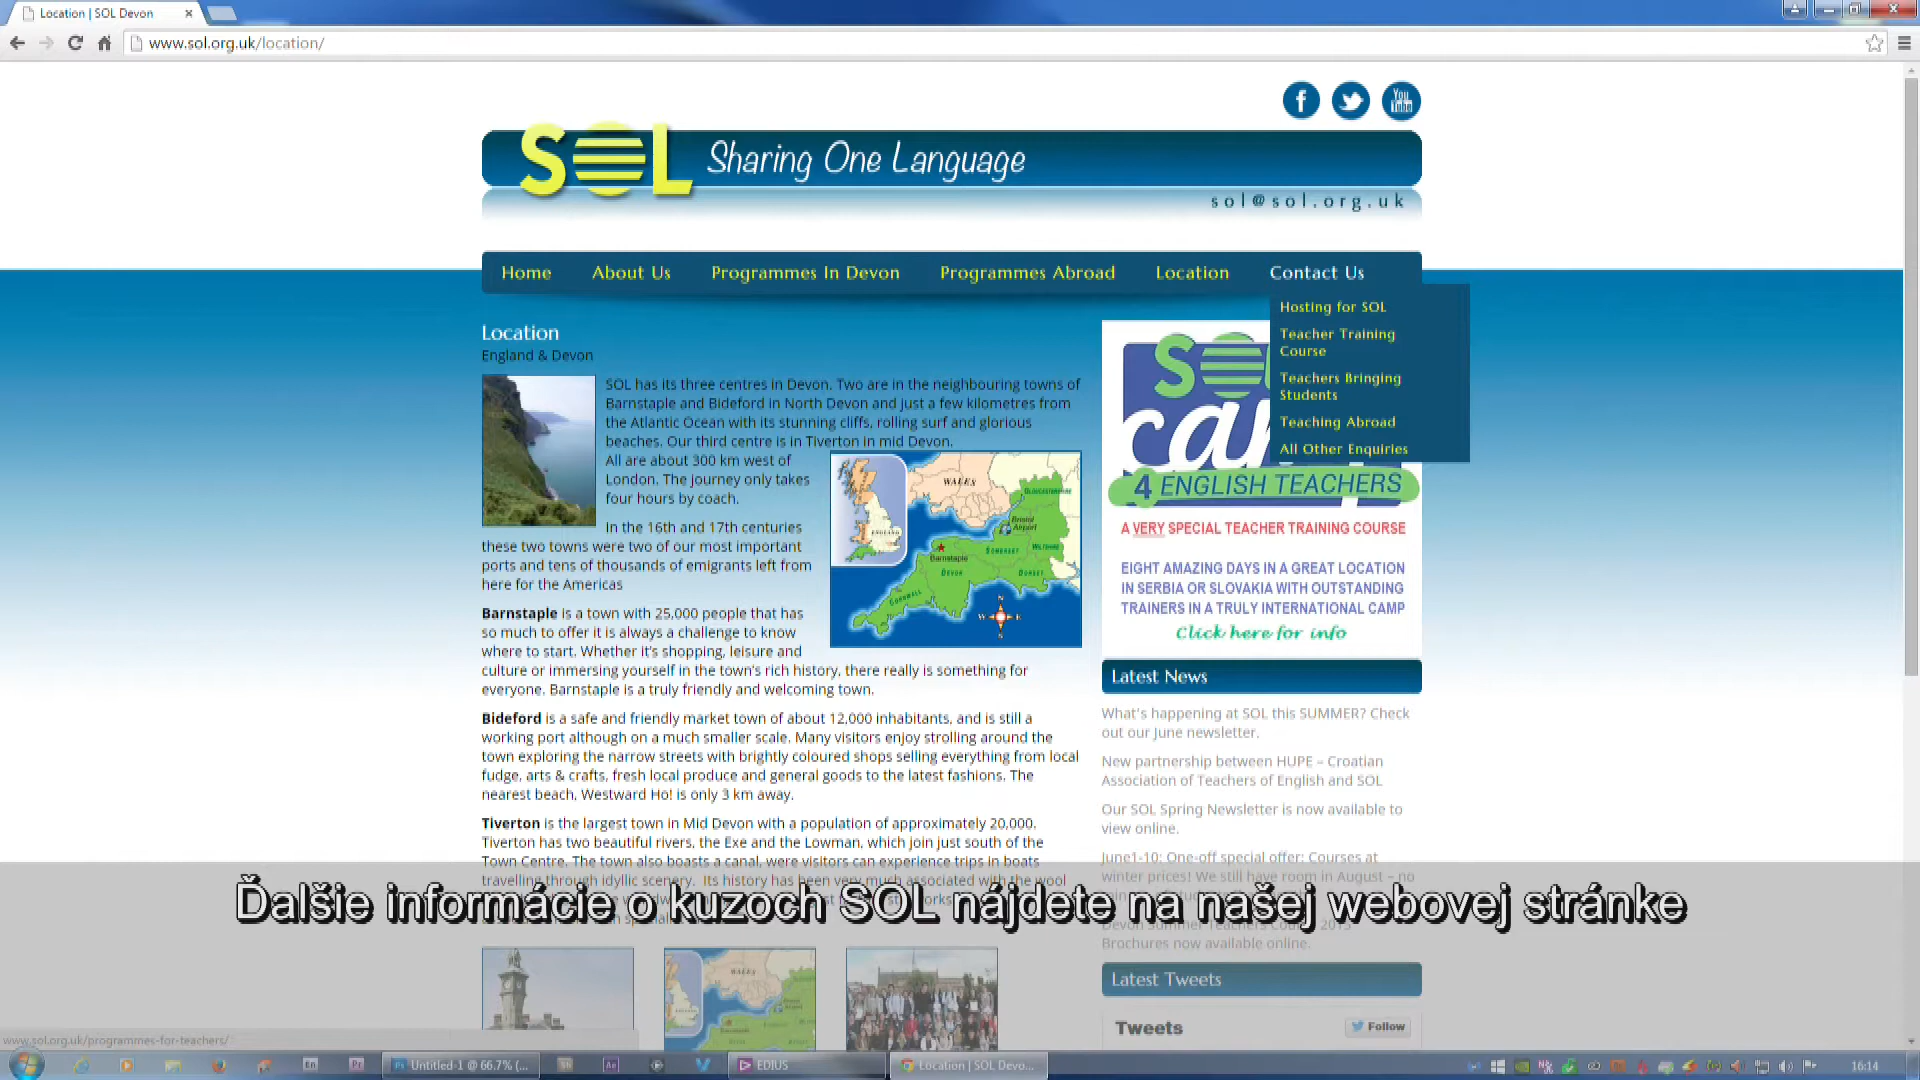 Location | SOL Devon
www.sol.org.uk/location/
SOL Sharing One Language
sol@sol.org.uk
Home About Us Programmes In Devon Programmes Abroad Location Contact Us
Hosting for SOL
Teacher Training
Course
Teachers Bringing
Students
Teaching Abroad
All Other Enquiries
Location
England & Devon
SOL has its three centres in Devon. Two are in the neighbouring towns of
Barnstaple and Bideford in North Devon and just a few kilometres from
the Atlantic Ocean with its stunning cliffs, rolling surf and glorious
beaches. Our third centre is in Tiverton in mid Devon.
All are about 300 km west of
London. The journey only takes
four hours by coach.
In the 16th and 17th centuries
these two towns were two of our most important
ports and tens of thousands of emigrants left from
here for the Americas
WALES
GLOUCESTERSHIRE
ENGLAND
Bristol
Airport
Barnstaple
SOMERSET
WILTSHIRE
DEVON
DORSET
CORNWALL
N
W E
S
Barnstaple is a town with 25,000 people that has
so much to offer it is always a challenge to know
where to start. Whether it's shopping, leisure and
culture or immersing yourself in the town's rich history, there really is something for
everyone. Barnstaple is a truly friendly and welcoming town.
Bideford is a safe and friendly market town of about 12,000 inhabitants, and is still a
working port although on a much smaller scale. Many visitors enjoy strolling around the
town exploring the narrow streets with brightly coloured shops selling everything from local
fudge, arts & crafts, fresh local produce and general goods to the latest fashions. The
nearest beach, Westward Ho! is only 3 km away.
Tiverton is the largest town in Mid Devon with a population of approximately 20,000.
Tiverton has two beautiful rivers, the Exe and the Lowman, which join just south of the
Town Centre. The town also boasts a canal, were visitors can experience trips in boats
travelling through idyllic scenery. Its history has been very much associated with the wool
SOL
4 ENGLISH TEACHERS
A VERY SPECIAL TEACHER TRAINING COURSE
EIGHT AMAZING DAYS IN A GREAT LOCATION
IN SERBIA OR SLOVAKIA WITH OUTSTANDING
TRAINERS IN A TRULY INTERNATIONAL CAMP
Click here for info
Latest News
What's happening at SOL this SUMMER? Check
out our June newsletter.
New partnership between HUPE – Croatian
Association of Teachers of English and SOL
Our SOL Spring Newsletter is now available to
view online.
June1-10: One-off special offer: Courses at
winter prices! We still have room in August – no
Devon Summer Teachers
Brochures now available online.
Latest Tweets
Tweets
Follow
Ďalšie informácie o kuzoch SOL nájdete na našej webovej stránke
www.sol.org.uk/programmes-for-teachers/
Untitled-1 @ 66.7% (...
EDIUS
Location | SOL Devo...
16:14